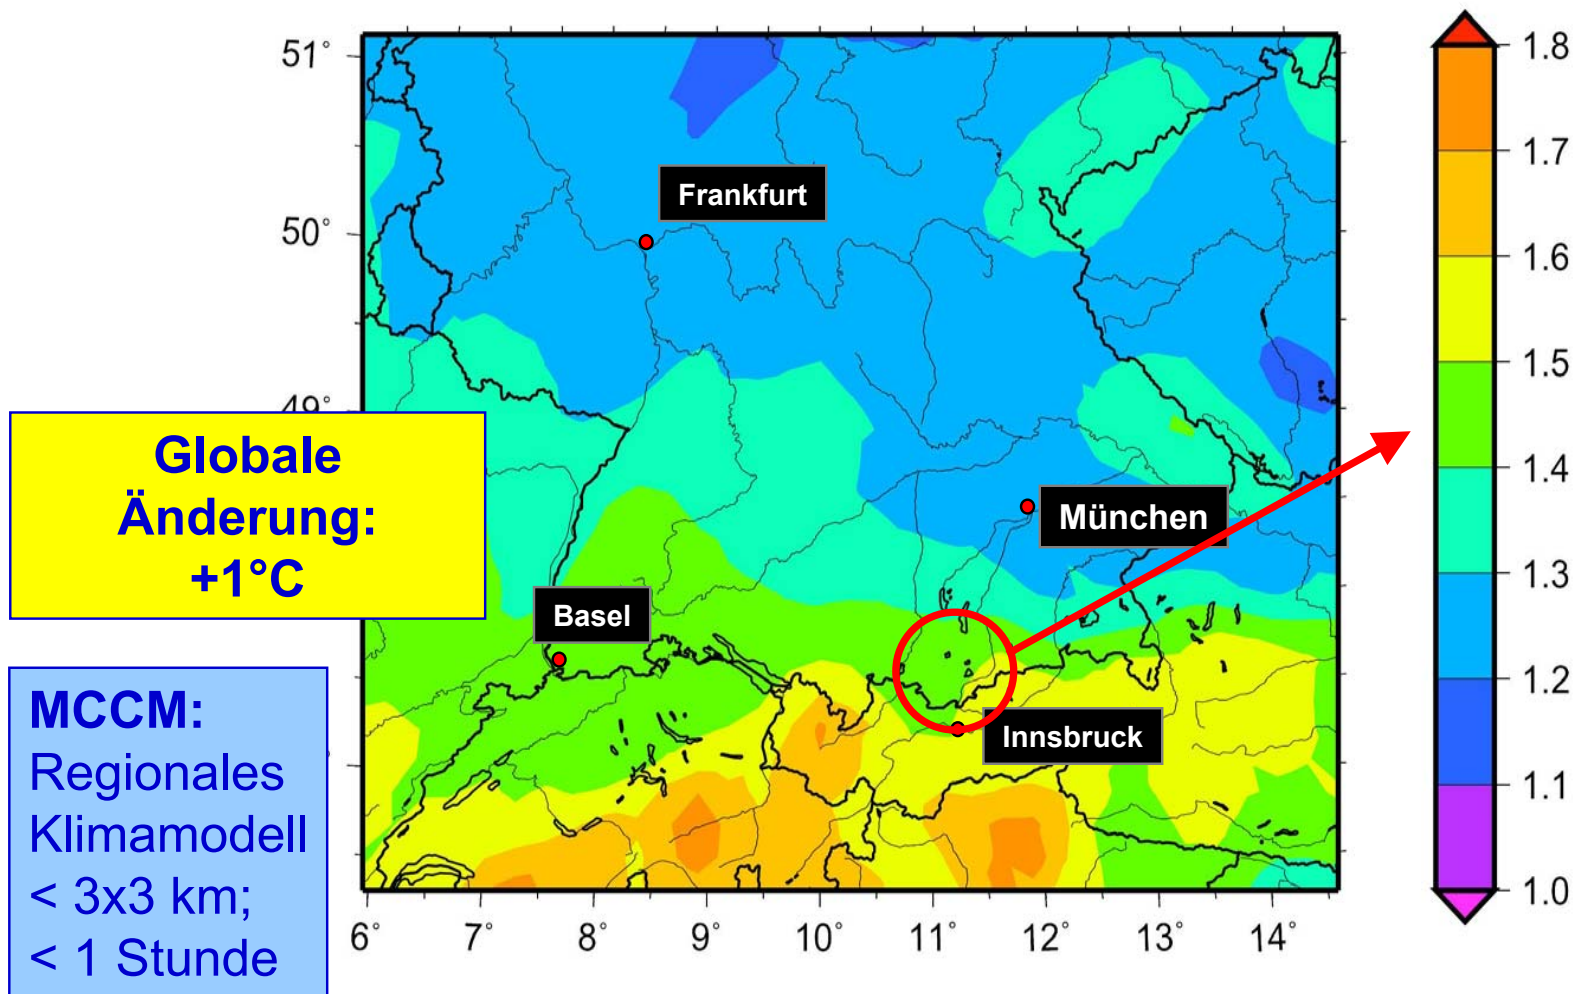 51°
50°
49°
Frankfurt
München
Basel
Innsbruck
Globale
Änderung:
+1°C
MCCM:
Regionales
Klimamodell
< 3x3 km;
< 1 Stunde
6° 7° 8° 9° 10° 11° 12° 13° 14°
1.8
1.7
1.6
1.5
1.4
1.3
1.2
1.1
1.0